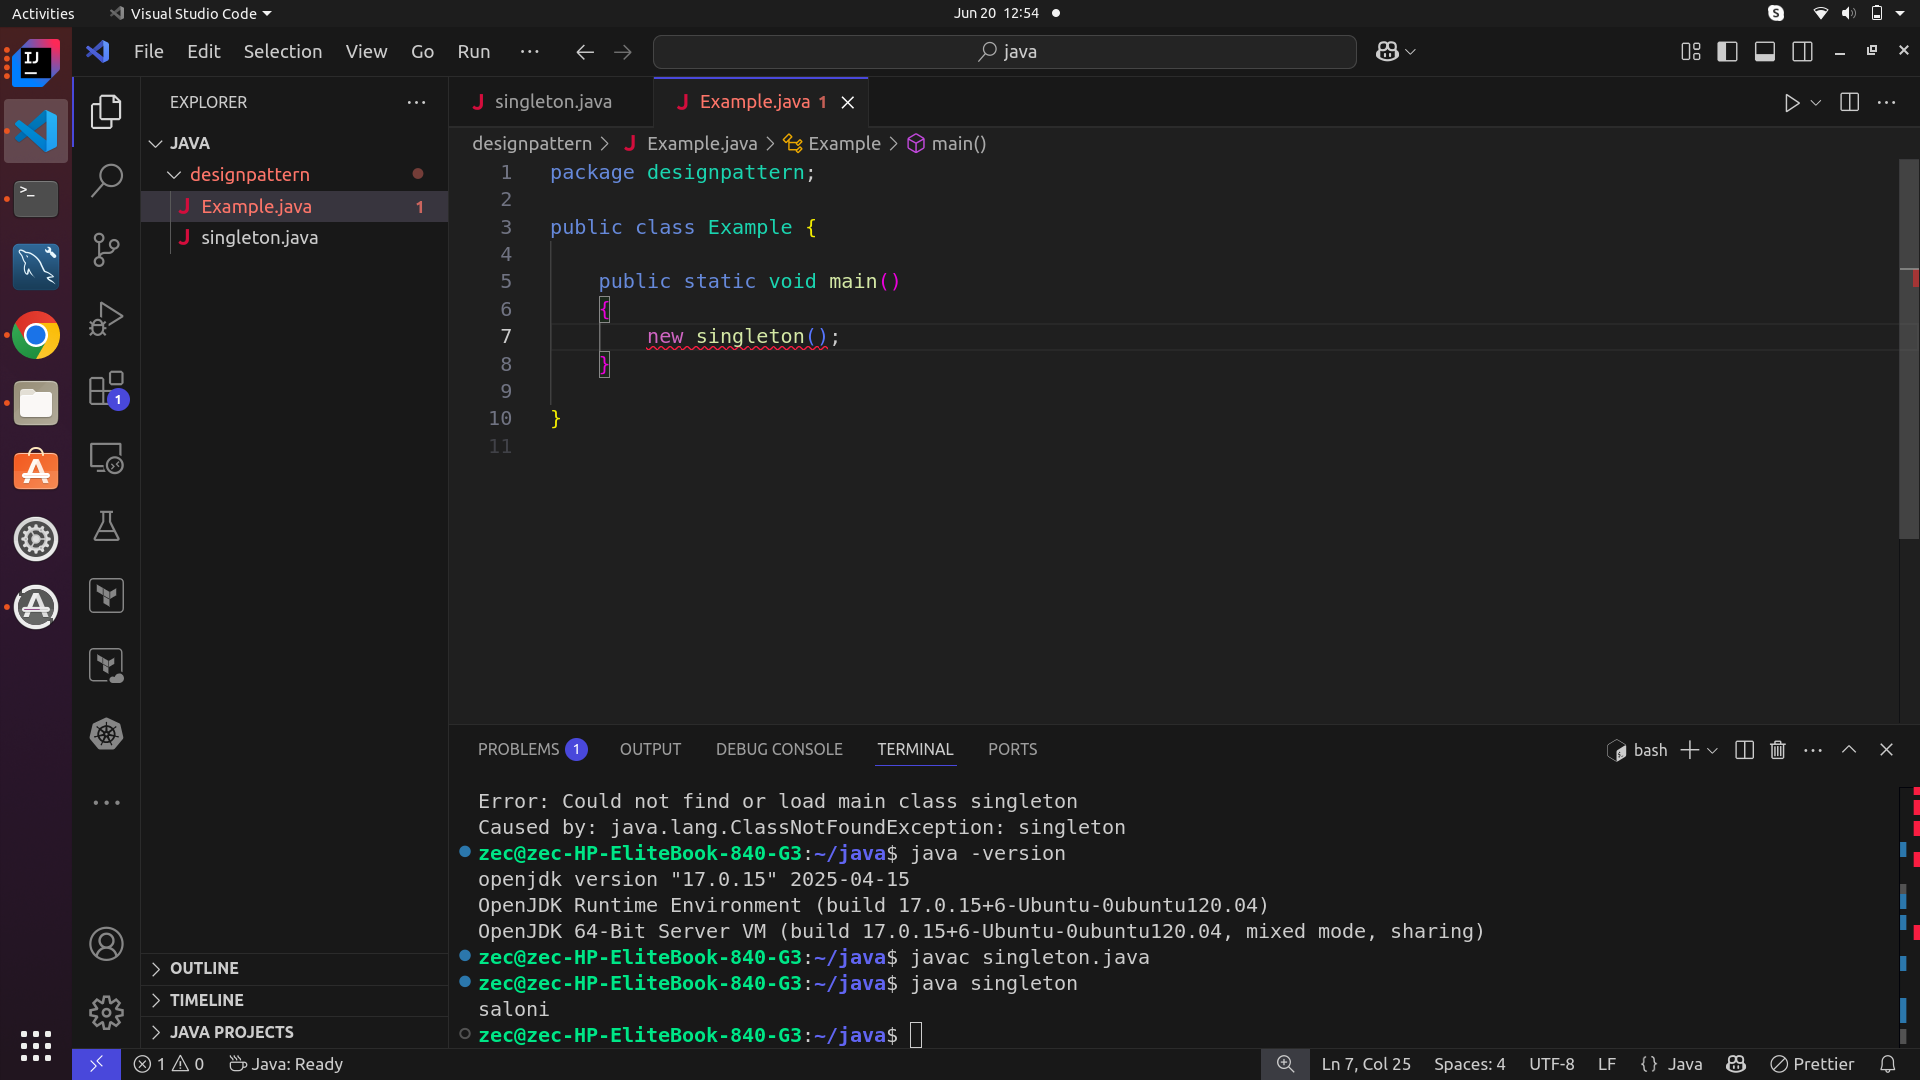 Activities Visual Studio Code Jun 20 12:54 S
File Edit Selection View Go Run ··· java
EXPLORER ···
JAVA
designpattern
Example.java 1
singleton.java
OUTLINE
TIMELINE
JAVA PROJECTS
IJ
>_
1
singleton.java Example.java 1
designpattern > Example.java > Example > main()
1 package designpattern;
2
3 public class Example {
4
5 public static void main()
6 {
7 new singleton();
8 }
9
10 }
11
PROBLEMS 1 OUTPUT DEBUG CONSOLE TERMINAL PORTS bash
Error: Could not find or load main class singleton
Caused by: java.lang.ClassNotFoundException: singleton
zec@zec-HP-EliteBook-840-G3:~/java$ java -version
openjdk version "17.0.15" 2025-04-15
OpenJDK Runtime Environment (build 17.0.15+6-Ubuntu-0ubuntu120.04)
OpenJDK 64-Bit Server VM (build 17.0.15+6-Ubuntu-0ubuntu120.04, mixed mode, sharing)
zec@zec-HP-EliteBook-840-G3:~/java$ javac singleton.java
zec@zec-HP-EliteBook-840-G3:~/java$ java singleton
saloni
zec@zec-HP-EliteBook-840-G3:~/java$
1 0 Java: Ready Ln 7, Col 25 Spaces: 4 UTF-8 LF {} Java Prettier